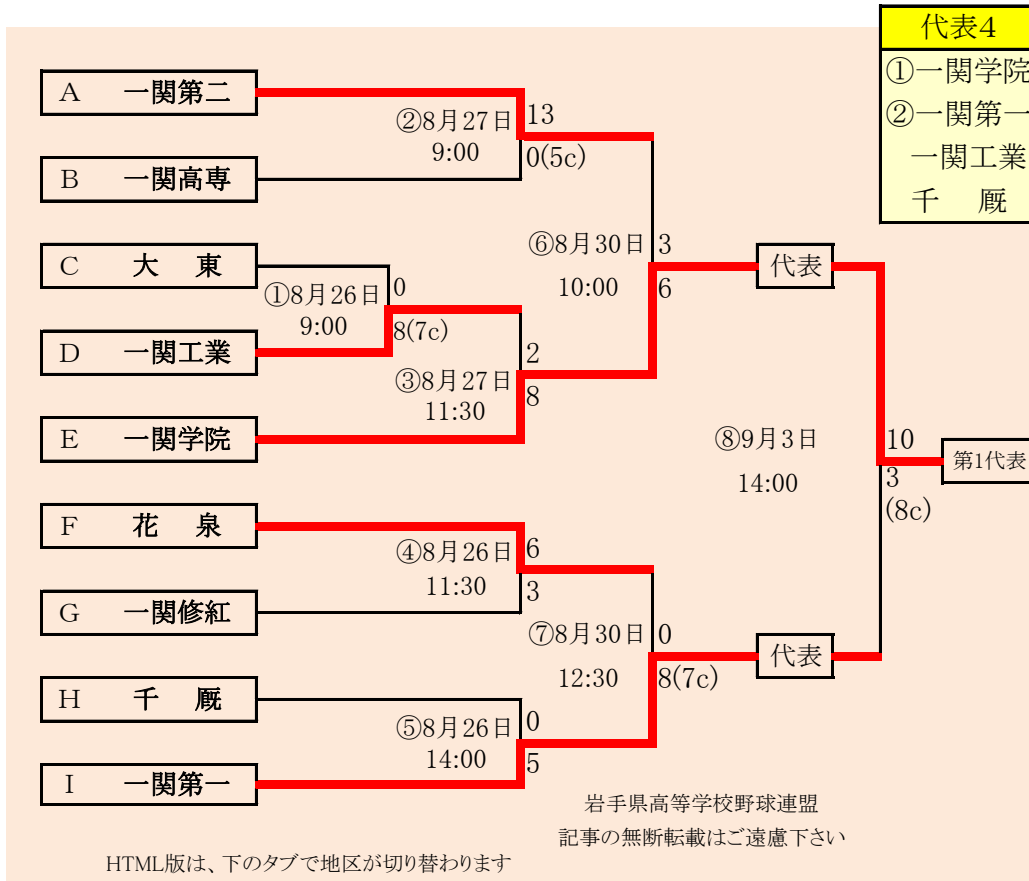 代表4
①一関学院
②一関第一
一関工業
千　厩
A 一関第二
②8月27日
9:00
13
0(5c)
B 一関高専
C 大　東
①8月26日
9:00
0
8(7c)
D 一関工業
⑥8月30日
10:00
3
6
代表
2
③8月27日
11:30
8
E 一関学院
⑧9月3日
14:00
10
3
(8c)
第1代表
F 花　泉
④8月26日
11:30
6
3
G 一関修紅
⑦8月30日
12:30
0
8(7c)
代表
H 千　厩
⑤8月26日
14:00
0
5
I 一関第一
岩手県高等学校野球連盟
記事の無断転載はご遠慮下さい
HTML版は、下のタブで地区が切り替わります